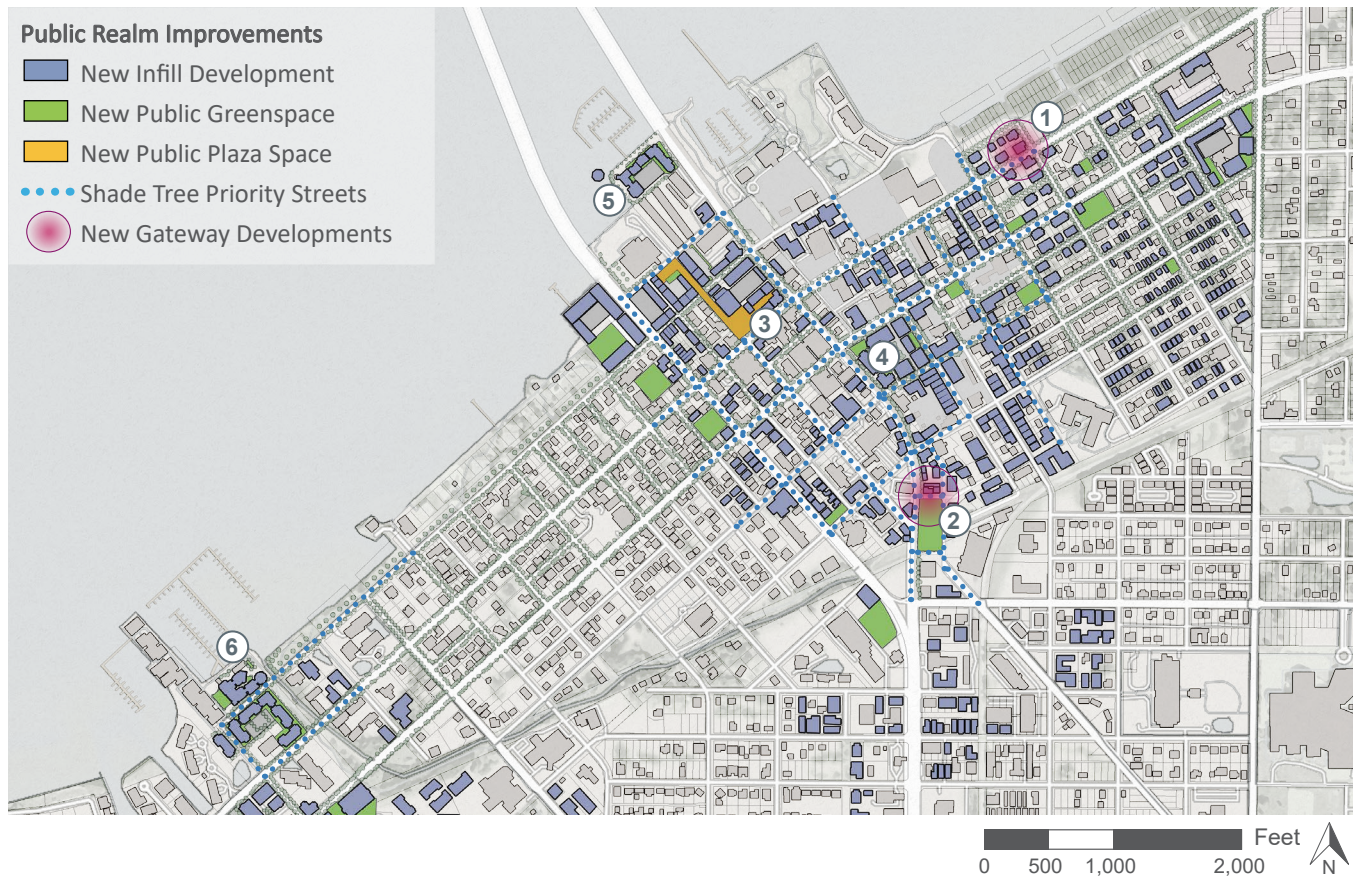 Public Realm Improvements
New Infill Development
New Public Greenspace
New Public Plaza Space
Shade Tree Priority Streets
New Gateway Developments
1
5
3
4
2
6
Feet
0 500 1,000 2,000
N